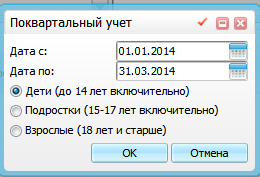 Поквартальный учет
Дата с: 01.01.2014
Дата по: 31.03.2014
Дети (до 14 лет включительно)
Подростки (15-17 лет включительно)
Взрослые (18 лет и старше)
ОК Отмена